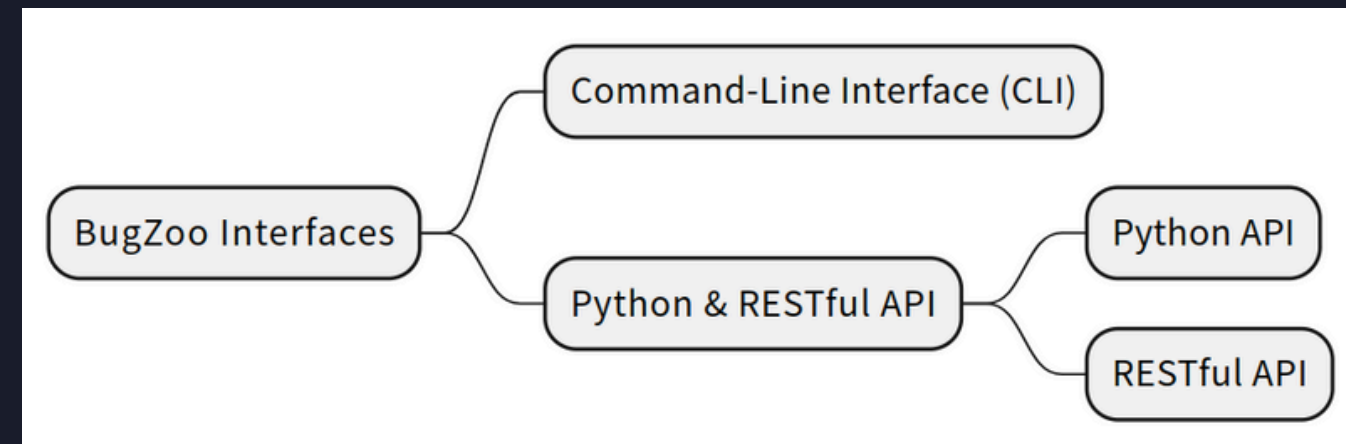 BugZoo Interfaces
Command-Line Interface (CLI)
Python & RESTful API
Python API
RESTful API